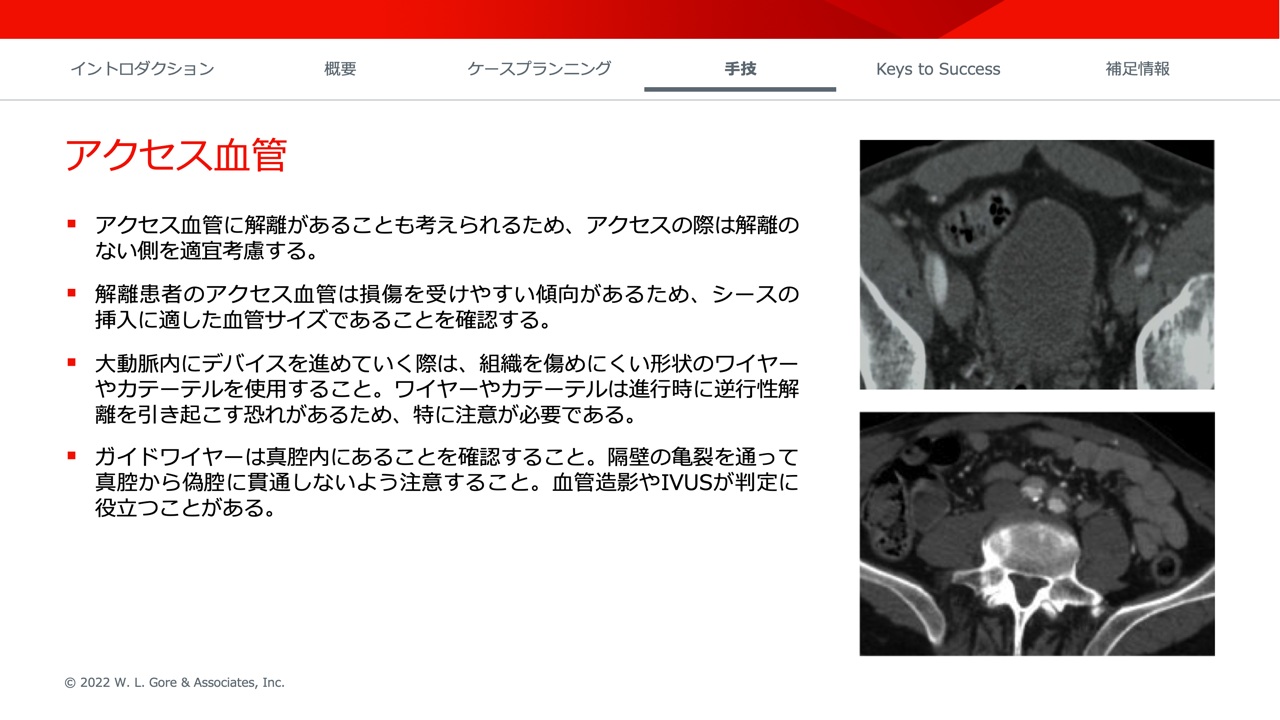 イントロダクション
概要
ケースプランニング
手技
Keys to Success
補足情報
アクセス血管
アクセス血管に解離があることも考えられるため、アクセスの際は解離の
ない側を適宜考慮する。
解離患者のアクセス血管は損傷を受けやすい傾向があるため、シースの
挿入に適した血管サイズであることを確認する。
大動脈内にデバイスを進めていく際は、組織を傷めにくい形状のワイヤー
やカテーテルを使用すること。ワイヤーやカテーテルは進行時に逆行性解
離を引き起こす恐れがあるため、特に注意が必要である。
ガイドワイヤーは真腔内にあることを確認すること。隔壁の亀裂を通って
真腔から偽腔に貫通しないよう注意すること。血管造影やIVUSが判定に
役立つことがある。
© 2022 W. L. Gore & Associates, Inc.